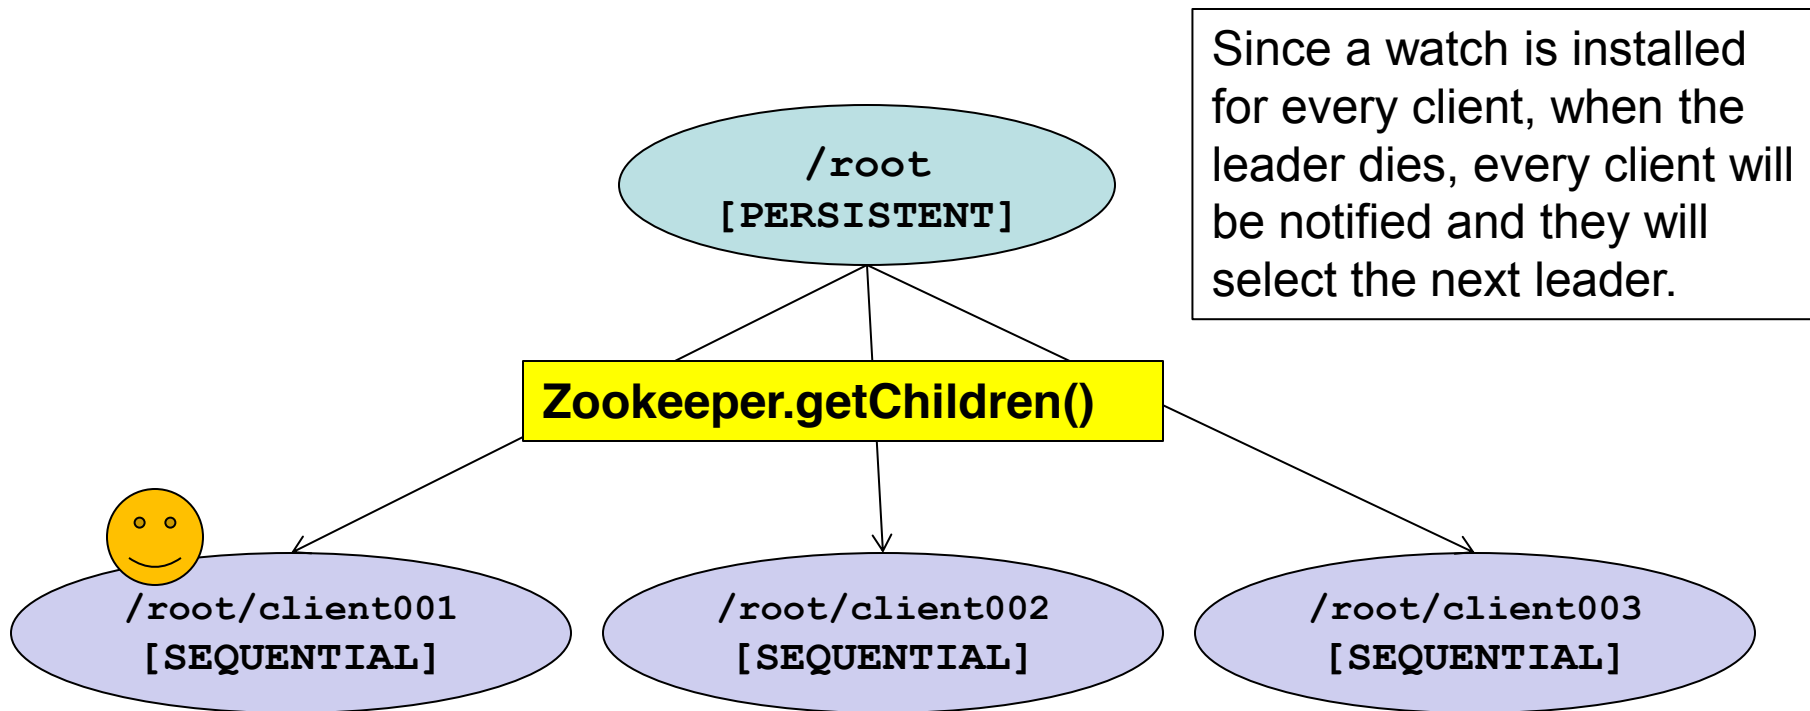 Since a watch is installed
for every client, when the
leader dies, every client will
be notified and they will
select the next leader.
/root
[PERSISTENT]
Zookeeper.getChildren()
/root/client001
[SEQUENTIAL]
/root/client002
[SEQUENTIAL]
/root/client003
[SEQUENTIAL]